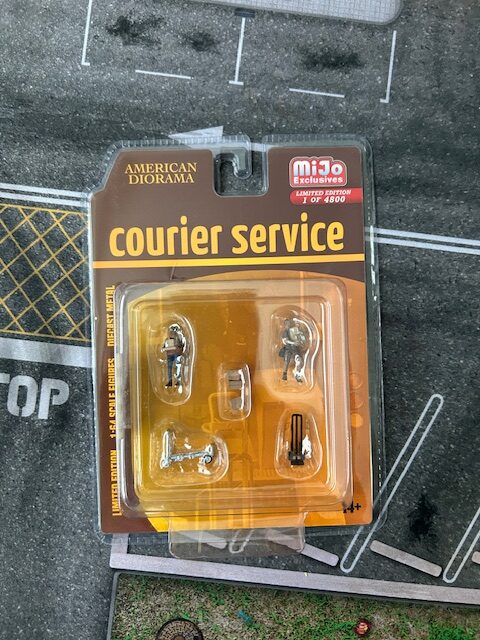 AMERICAN
DIORAMA
MiJo
Exclusives
LIMITED EDITION
1 OF 4800
courier service
LIMITED EDITION 1:64 SCALE FIGURES DIECAST METAL
TOP
14+